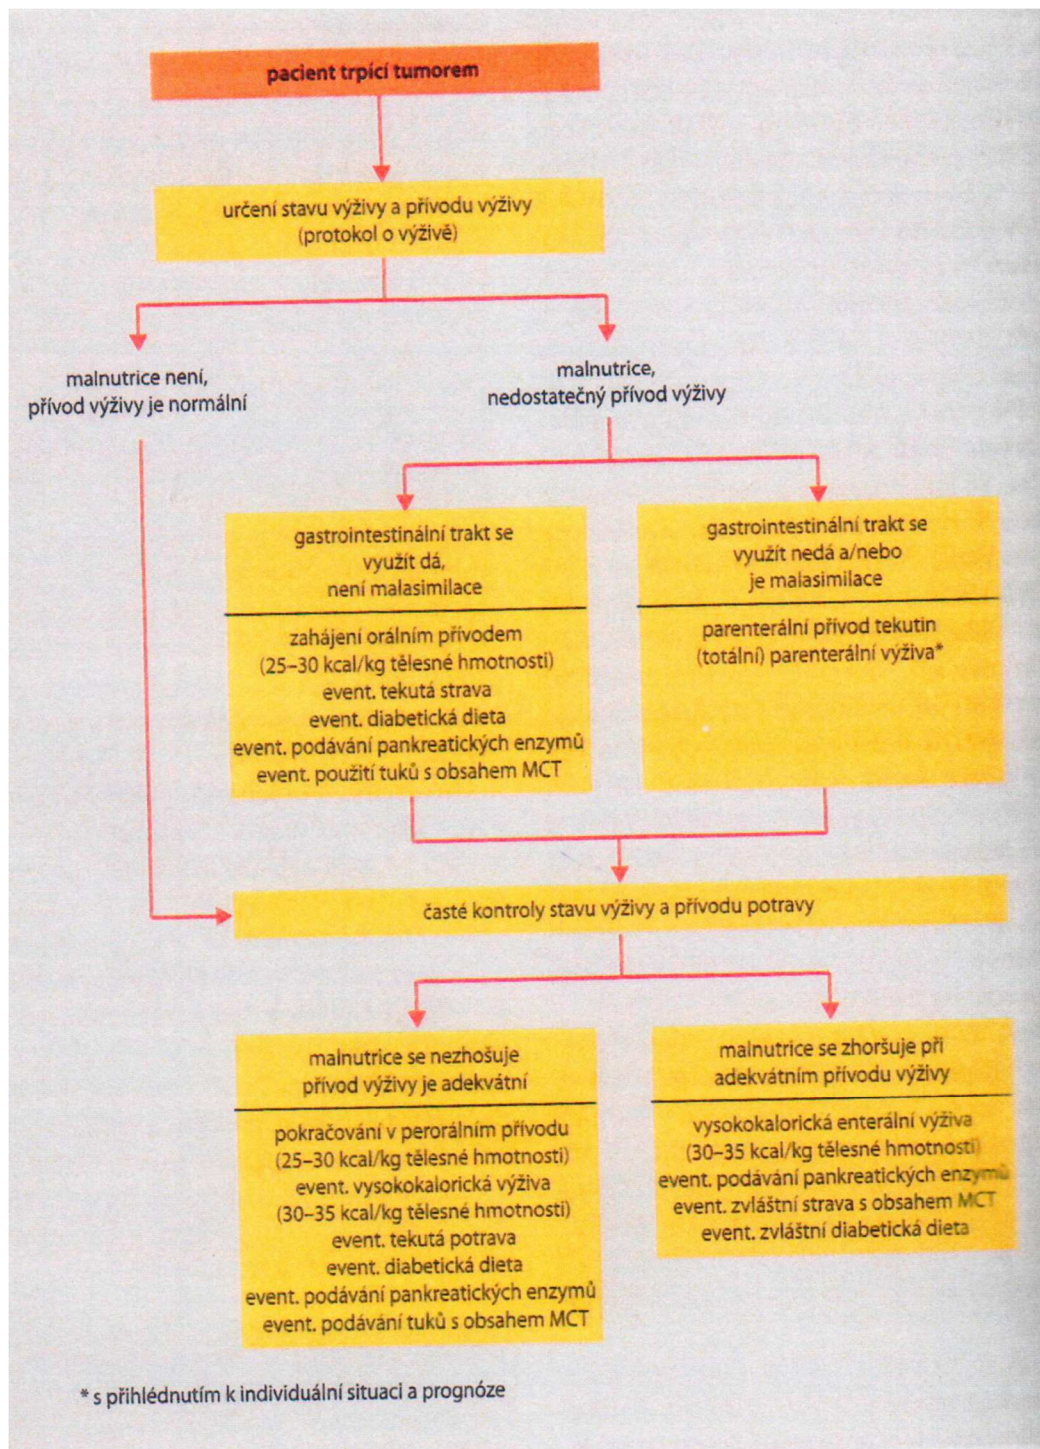 pacient trpící tumorem
určení stavu výživy a přívodu výživy
(protokol o výživě)
malnutrice není,
přívod výživy je normální
malnutrice,
nedostatečný přívod výživy
gastrointestinální trakt se
využít dá,
není malasimilace
zahájení orálním přívodem
(25–30 kcal/kg tělesné hmotnosti)
event. tekutá strava
event. diabetická dieta
event. podávání pankreatických enzymů
event. použití tuků s obsahem MCT
gastrointestinální trakt se
využít nedá a/nebo
je malasimilace
parenterální přívod tekutin
(totální) parenterální výživa*
časté kontroly stavu výživy a přívodu potravy
malnutrice se nezhošuje
přívod výživy je adekvátní
pokračování v perorálním přívodu
(25–30 kcal/kg tělesné hmotnosti)
event. vysokokalorická výživa
(30–35 kcal/kg tělesné hmotnosti)
event. tekutá potrava
event. diabetická dieta
event. podávání pankreatických enzymů
event. podávání tuků s obsahem MCT
malnutrice se zhoršuje při
adekvátním přívodu výživy
vysokokalorická enterální výživa
(30–35 kcal/kg tělesné hmotnosti)
event. podávání pankreatických enzymů
event. zvláštní strava s obsahem MCT
event. zvláštní diabetická dieta
* s přihlédnutím k individuální situaci a prognóze